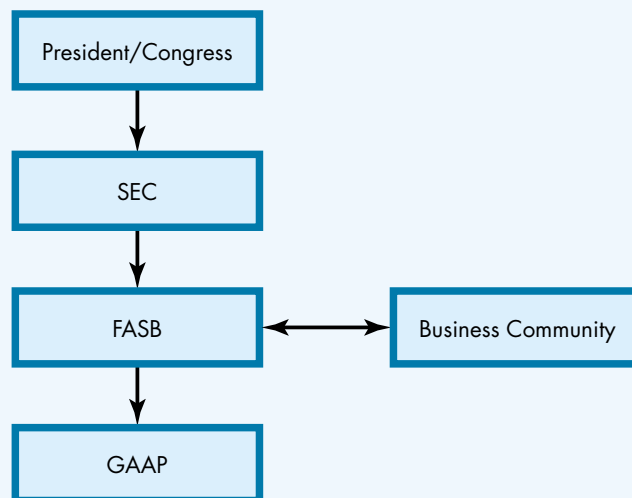 President/Congress
SEC
FASB
Business Community
GAAP